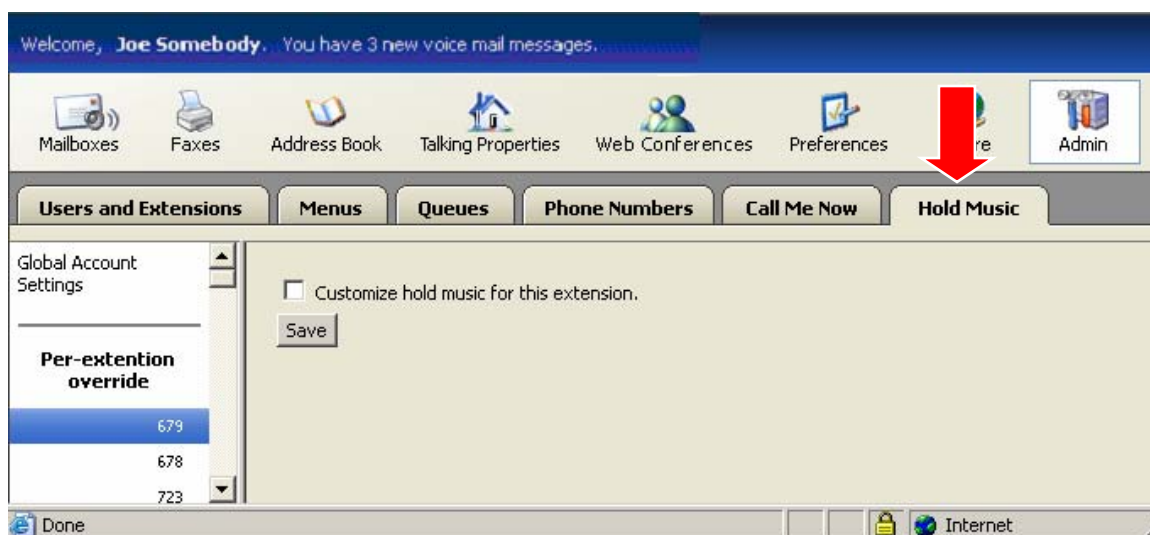 Welcome, Joe Somebody. You have 3 new voice mail messages.
Mailboxes Faxes Address Book Talking Properties Web Conferences Preferences Admin
Users and Extensions Menus Queues Phone Numbers Call Me Now Hold Music
Global Account
Settings
Customize hold music for this extension.
Save
Per-extention
override
679
678
723
Done Internet